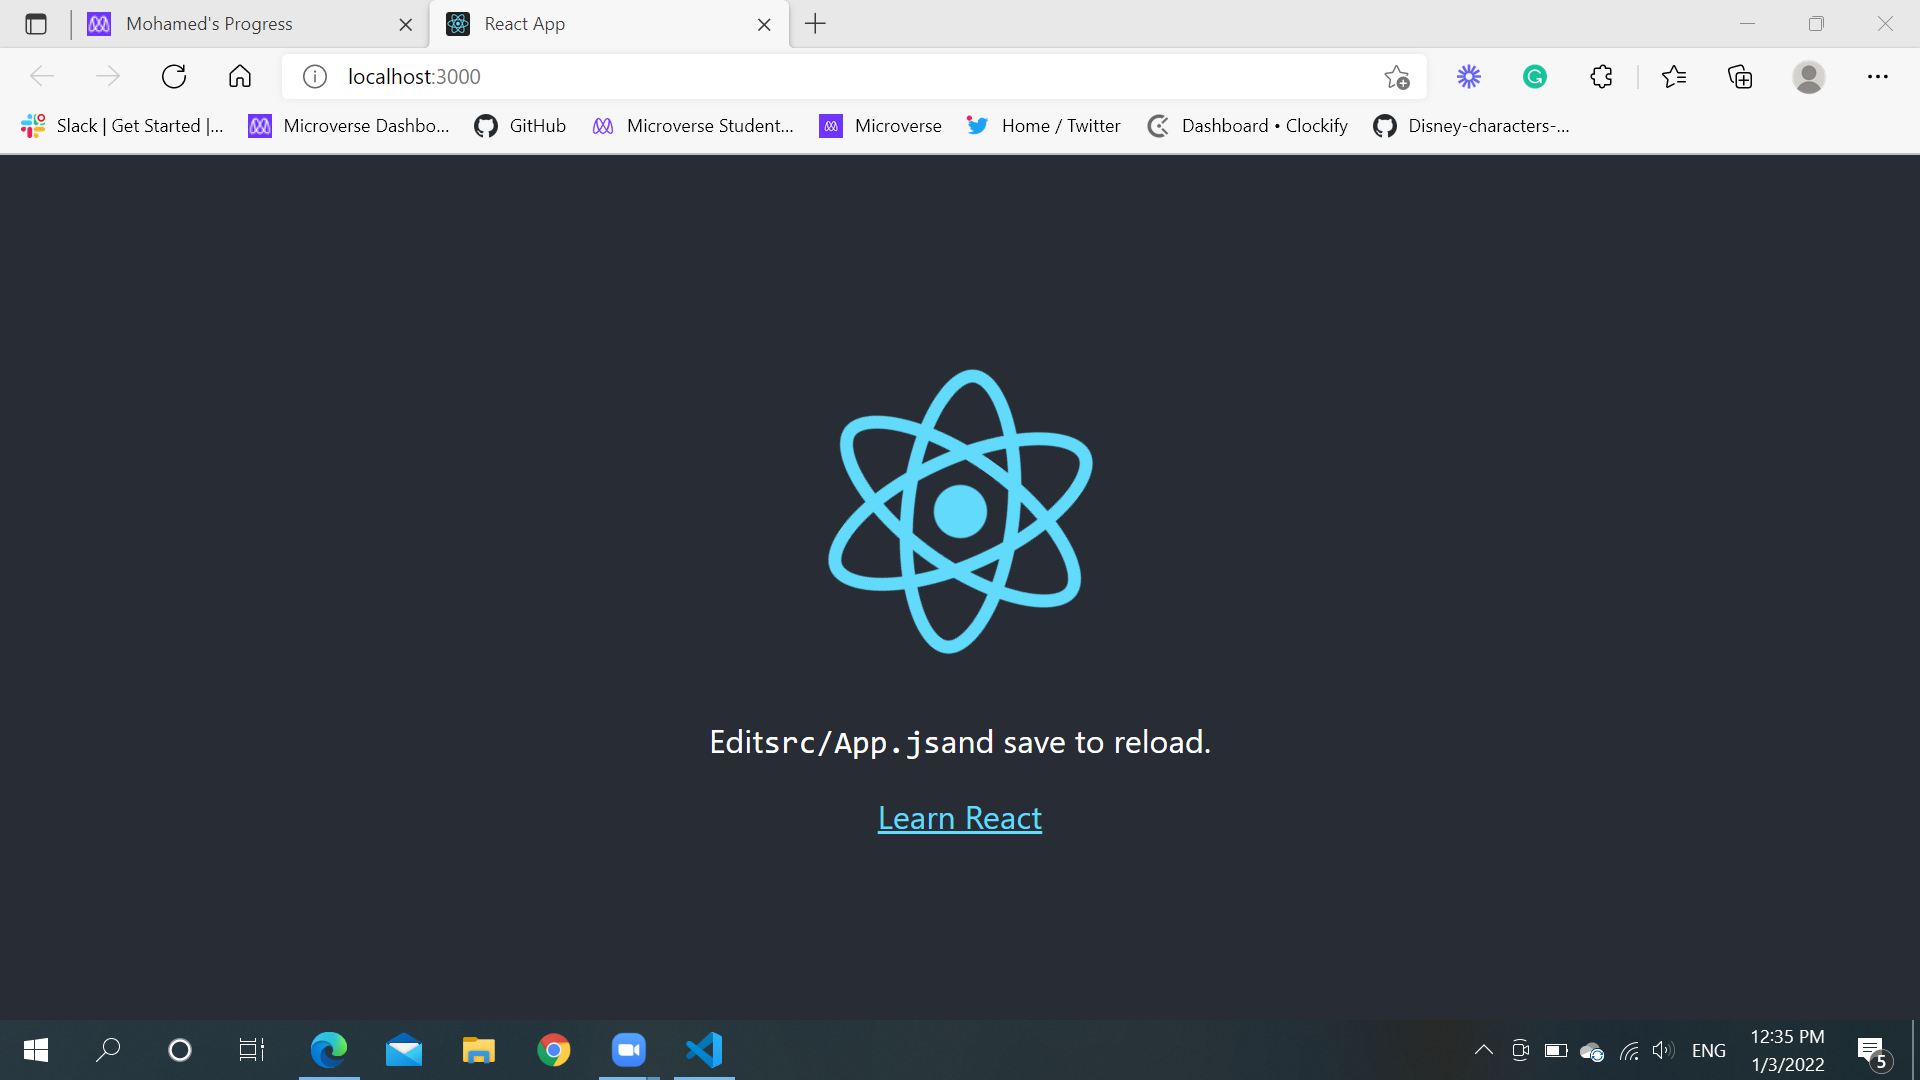 Mohamed's Progress
React App
localhost:3000
Slack | Get Started |...
Microverse Dashbo...
GitHub
Microverse Student...
Microverse
Home / Twitter
Dashboard • Clockify
Disney-characters-...
Editsrc/App.jsand save to reload.
Learn React
ENG
12:35 PM
1/3/2022
5